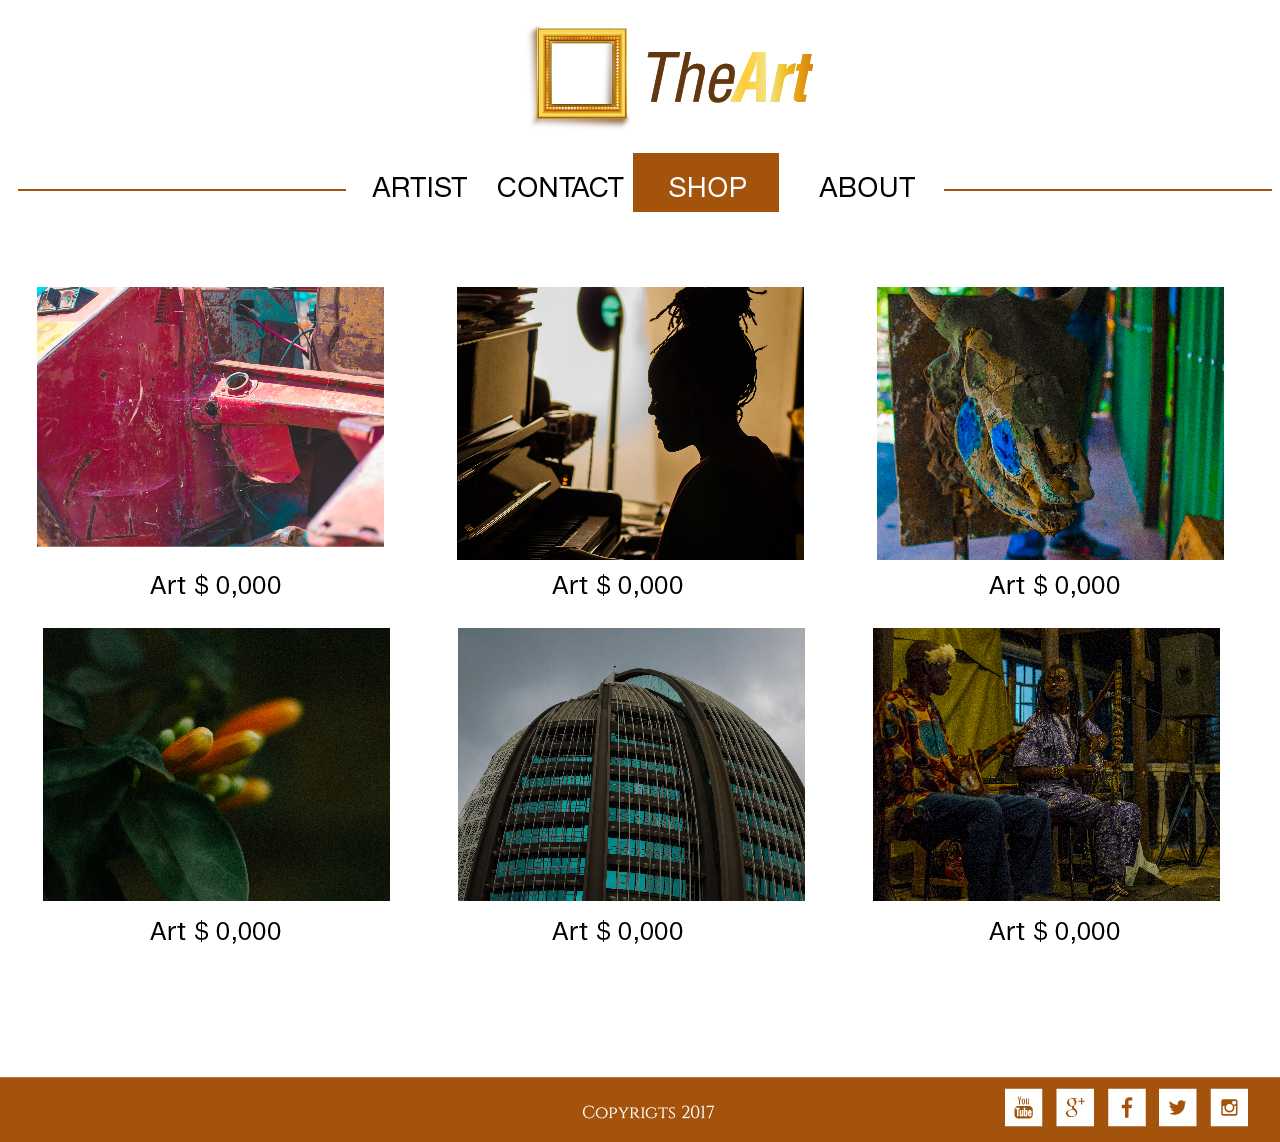 TheArt
ARTIST CONTACT SHOP ABOUT
Art $ 0,000 Art $ 0,000 Art $ 0,000
Art $ 0,000 Art $ 0,000 Art $ 0,000
Copyrigts 2017
You Tube g+ f